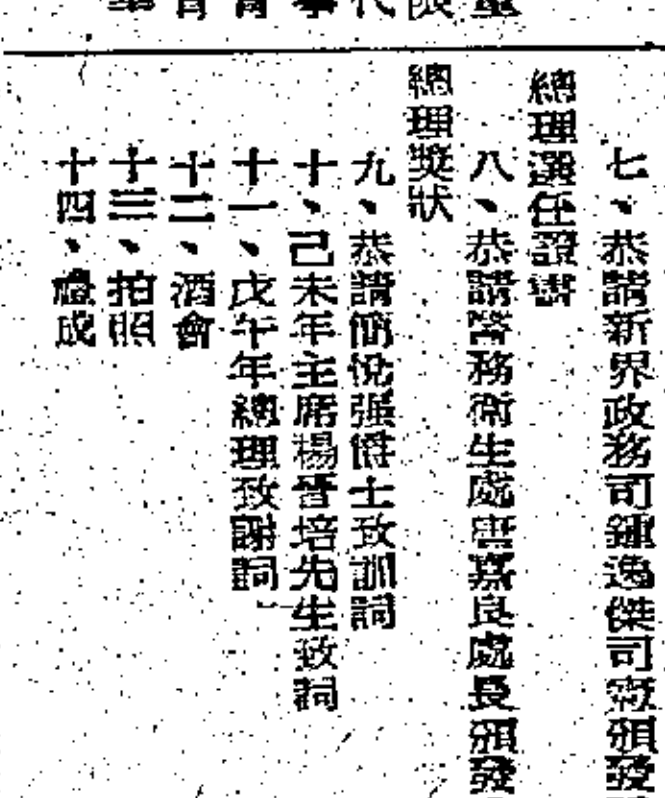 七、恭請新界政務司鍾逸傑司憲頒發
總理選任證書
八、恭請醫務衛生處唐嘉良處長頒發
總理獎狀
九、恭請簡悅强爵士致訓詞
十、己未年主席楊晋培先生致詞
十一、戊午年總理致謝詞、
十二、酒會
十三、拍照
十四、禮成